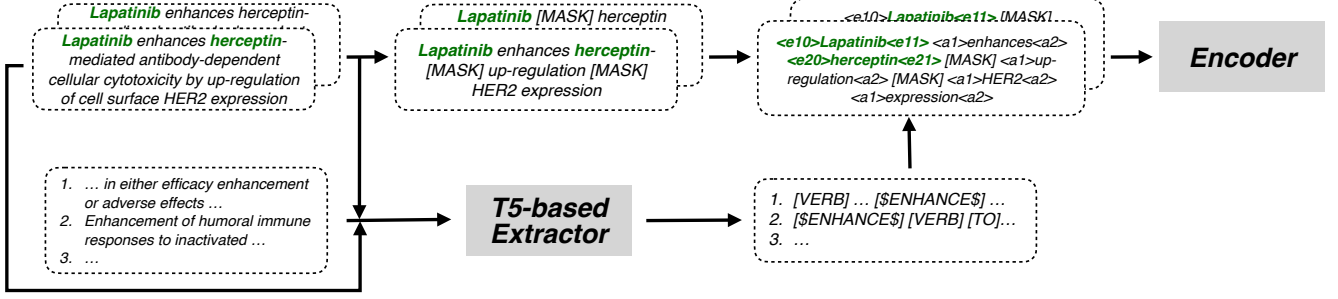 Lapatinib enhances herceptin-
Lapatinib enhances herceptin-
mediated antibody-dependent
cellular cytotoxicity by up-regulation
of cell surface HER2 expression
Lapatinib [MASK] herceptin
Lapatinib enhances herceptin-
[MASK] up-regulation [MASK]
HER2 expression
<e10>Lapatinib<e11> [MASK]
<e10>Lapatinib<e11> <a1>enhances<a2>
<e20>herceptin<e21> [MASK] <a1>up-
regulation<a2> [MASK] <a1>HER2<a2>
<a1>expression<a2>
Encoder
1. … in either efficacy enhancement
or adverse effects …
2. Enhancement of humoral immune
responses to inactivated …
3. …
T5-based
Extractor
1. [VERB] … [$ENHANCE$] …
2. [$ENHANCE$] [VERB] [TO]…
3. …